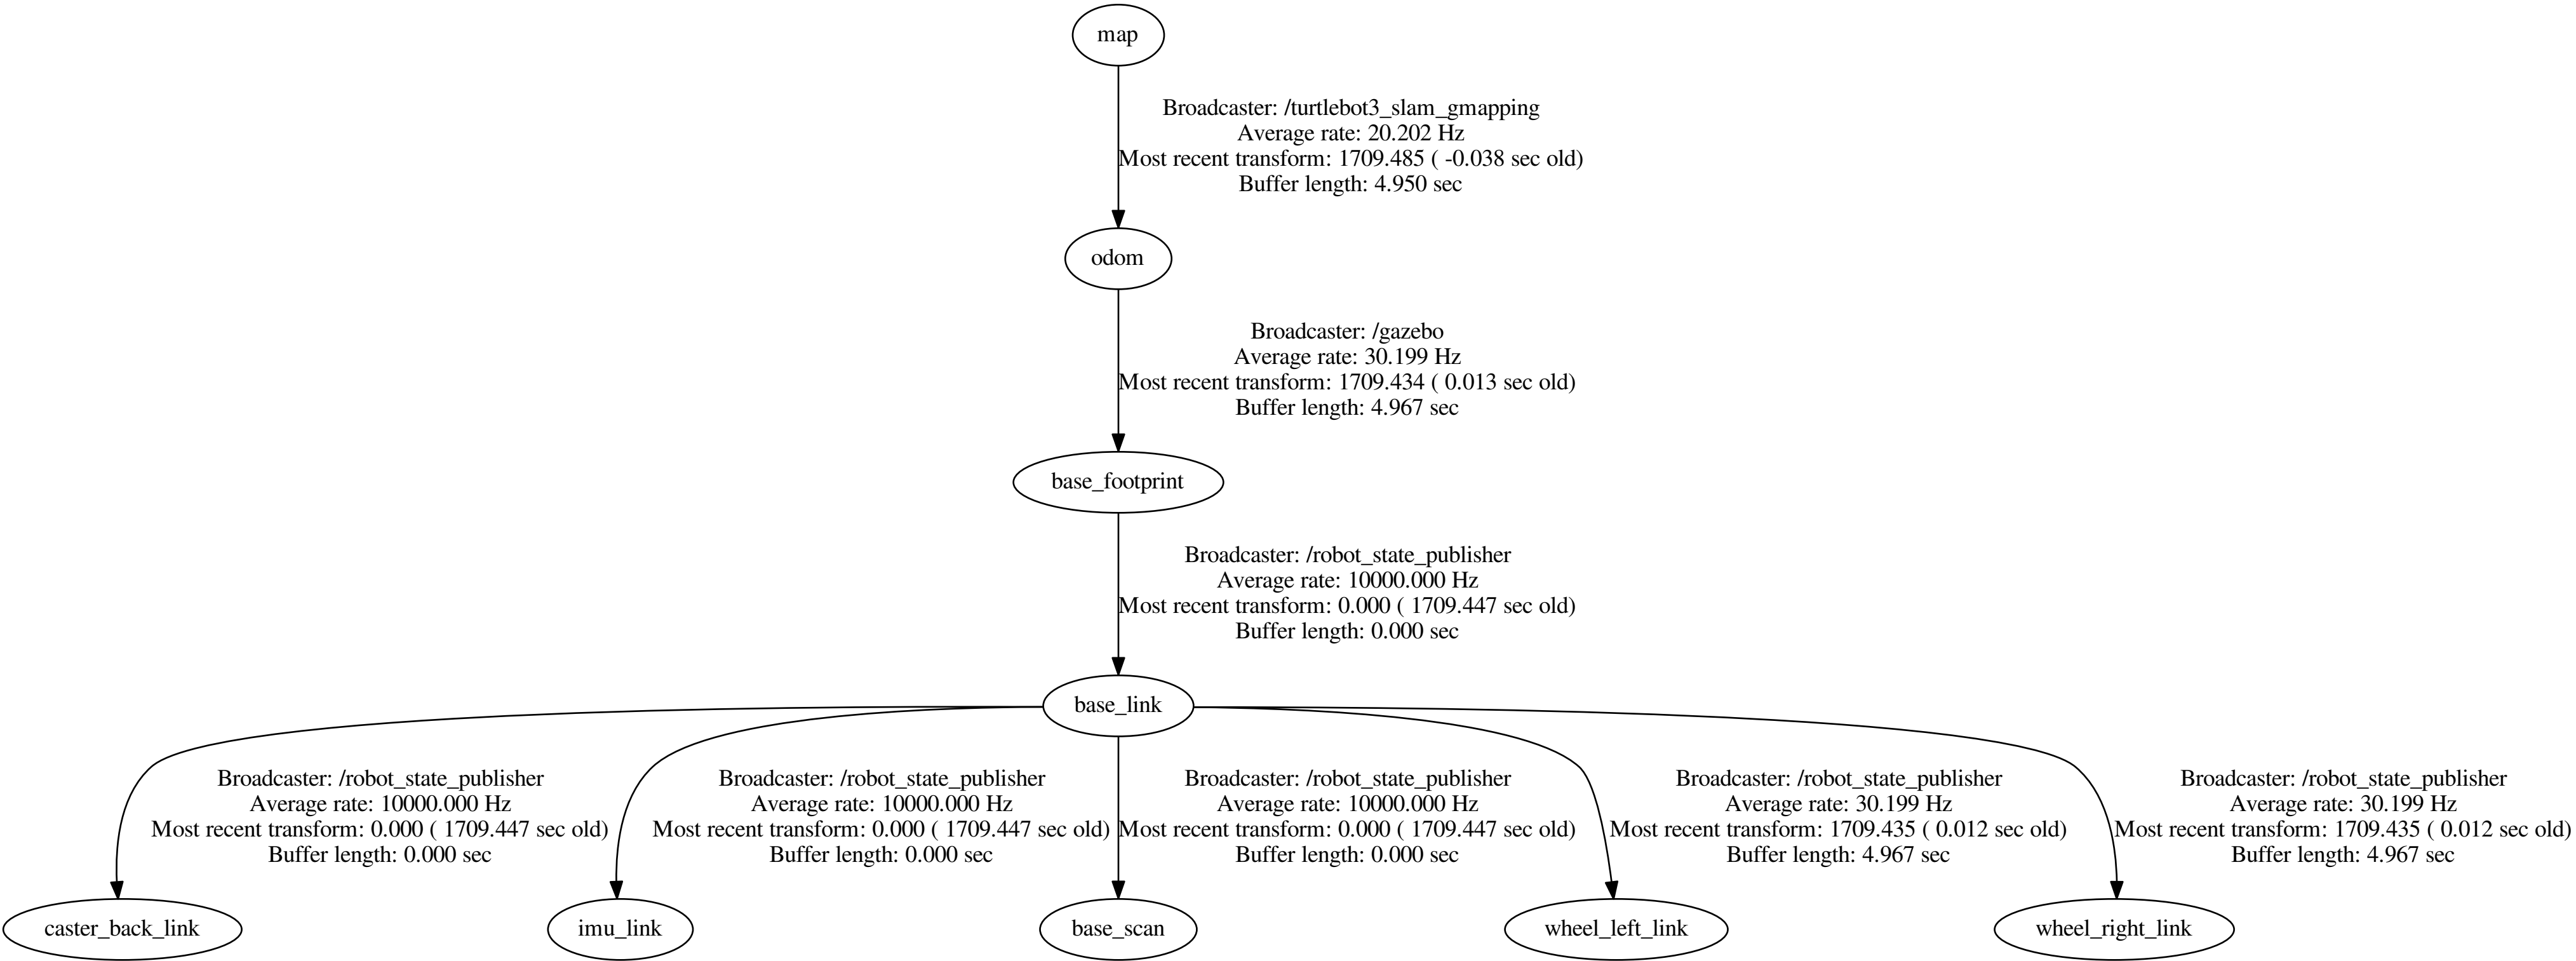 map
Broadcaster: /turtlebot3_slam_gmapping
Average rate: 20.202 Hz
Most recent transform: 1709.485 ( -0.038 sec old)
Buffer length: 4.950 sec
odom
Broadcaster: /gazebo
Average rate: 30.199 Hz
Most recent transform: 1709.434 ( 0.013 sec old)
Buffer length: 4.967 sec
base_footprint
Broadcaster: /robot_state_publisher
Average rate: 10000.000 Hz
Most recent transform: 0.000 ( 1709.447 sec old)
Buffer length: 0.000 sec
base_link
Broadcaster: /robot_state_publisher
Average rate: 10000.000 Hz
Most recent transform: 0.000 ( 1709.447 sec old)
Buffer length: 0.000 sec
Broadcaster: /robot_state_publisher
Average rate: 10000.000 Hz
Most recent transform: 0.000 ( 1709.447 sec old)
Buffer length: 0.000 sec
Broadcaster: /robot_state_publisher
Average rate: 10000.000 Hz
Most recent transform: 0.000 ( 1709.447 sec old)
Buffer length: 0.000 sec
Broadcaster: /robot_state_publisher
Average rate: 30.199 Hz
Most recent transform: 1709.435 ( 0.012 sec old)
Buffer length: 4.967 sec
Broadcaster: /robot_state_publisher
Average rate: 30.199 Hz
Most recent transform: 1709.435 ( 0.012 sec old)
Buffer length: 4.967 sec
caster_back_link
imu_link
base_scan
wheel_left_link
wheel_right_link